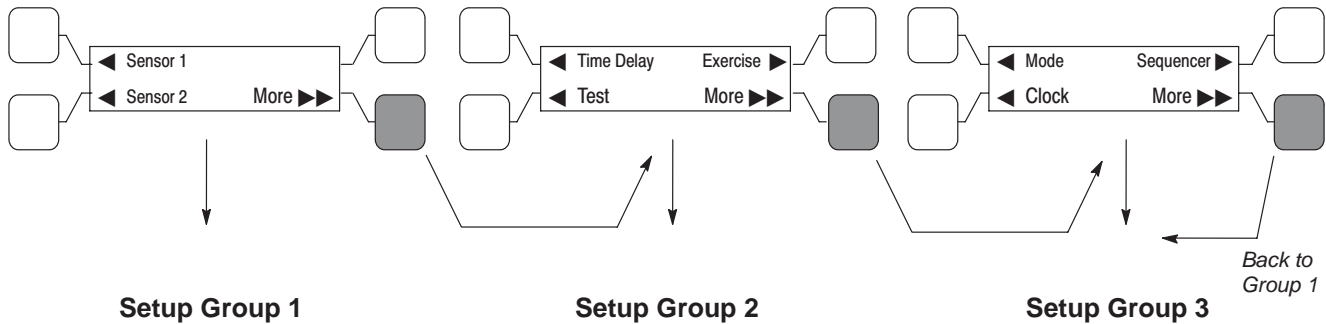 ◀ Sensor 1
◀ Sensor 2 More ▶▶
◀ Time Delay Exercise ▶
◀ Test More ▶▶
◀ Mode Sequencer ▶
◀ Clock More ▶▶
Back to
Group 1
Setup Group 1
Setup Group 2
Setup Group 3